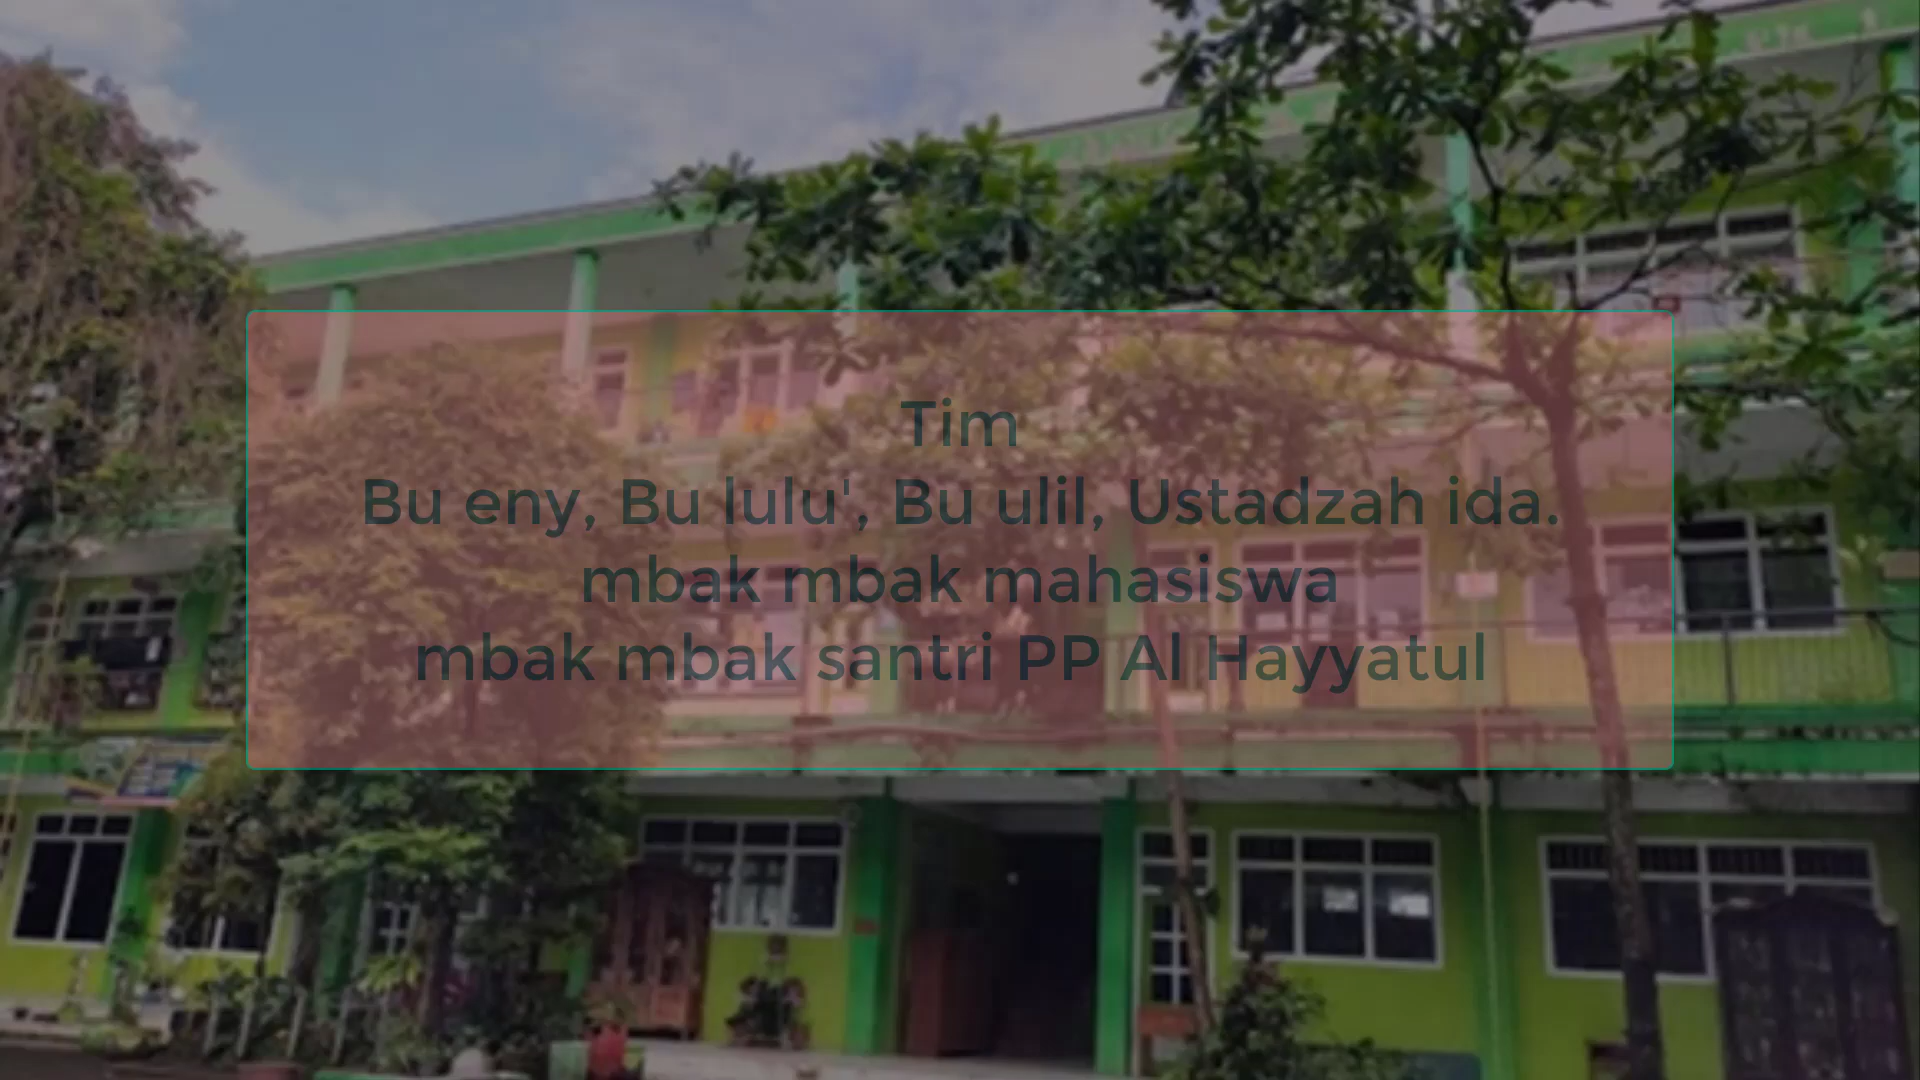 Tim
Bu eny, Bu lulu', Bu ulil, Ustadzah ida.
mbak mbak mahasiswa
mbak mbak santri PP Al Hayyatul